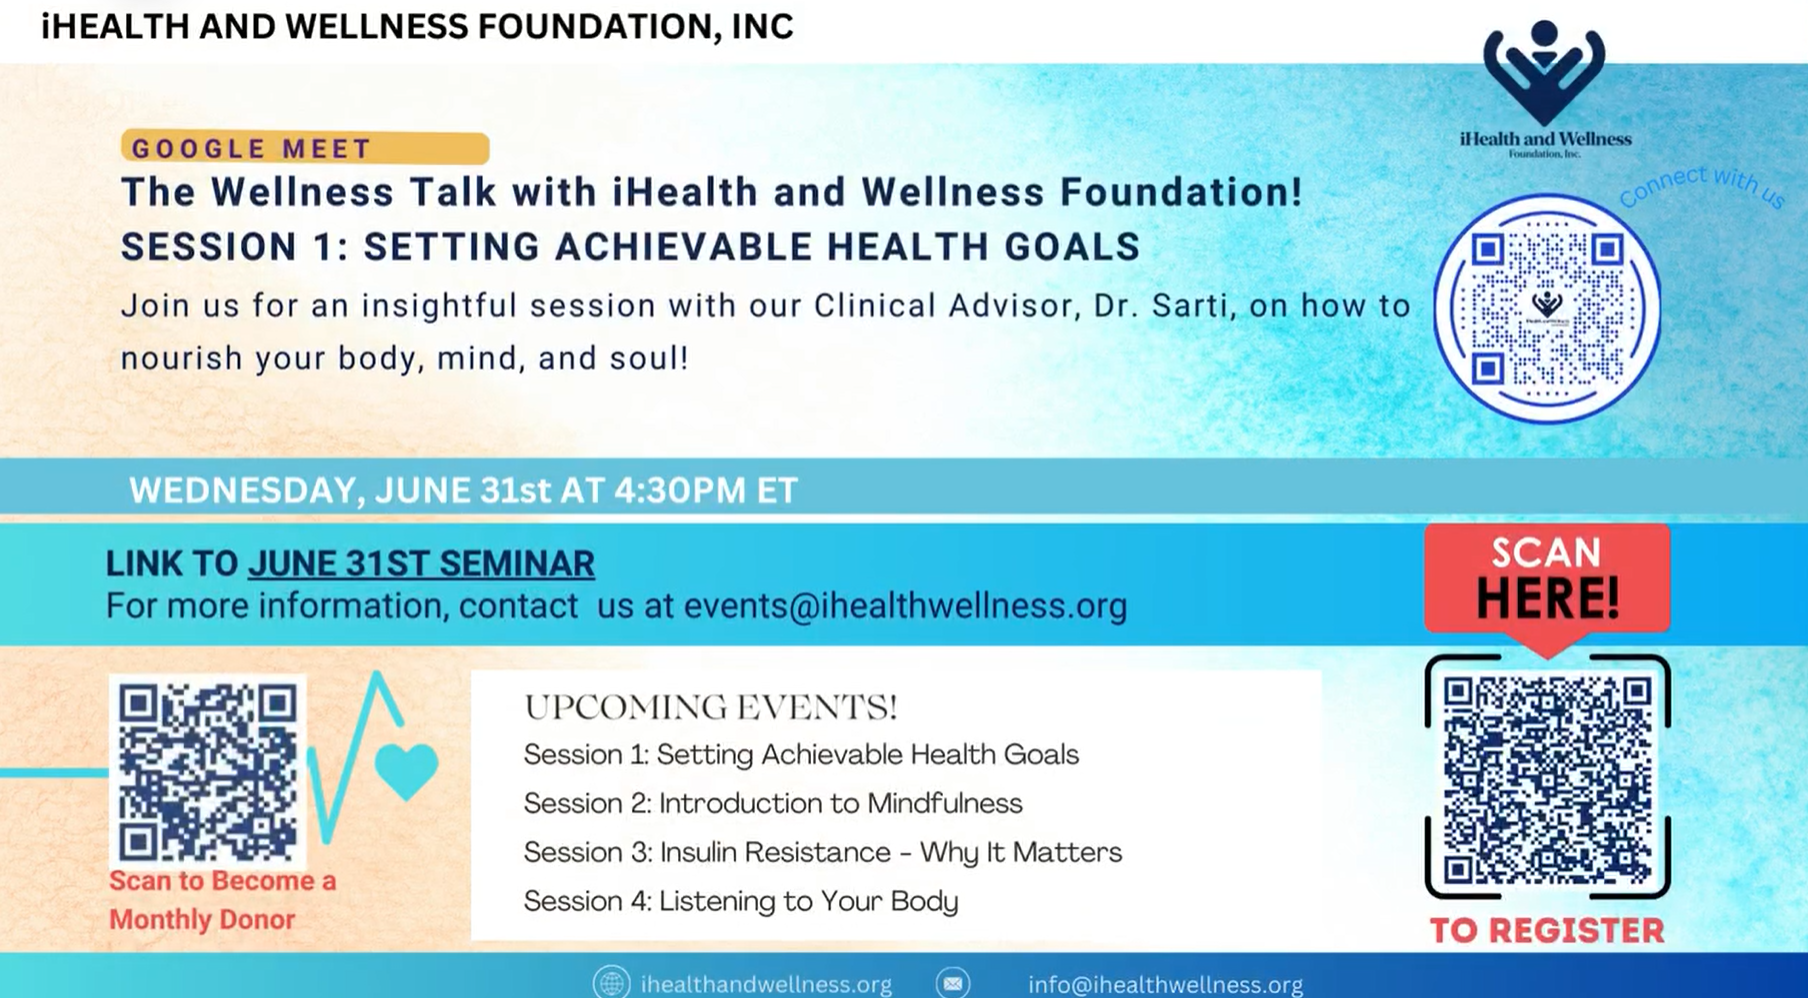 iHEALTH AND WELLNESS FOUNDATION, INC
iHealth and Wellness
Foundation, Inc.
Connect with us
GOOGLE MEET
The Wellness Talk with iHealth and Wellness Foundation!
SESSION 1: SETTING ACHIEVABLE HEALTH GOALS
Join us for an insightful session with our Clinical Advisor, Dr. Sarti, on how to
nourish your body, mind, and soul!
WEDNESDAY, JUNE 31st AT 4:30PM ET
LINK TO JUNE 31ST SEMINAR
For more information, contact us at events@ihealthwellness.org
SCAN
HERE!
TO REGISTER
Scan to Become a
Monthly Donor
UPCOMING EVENTS!
Session 1: Setting Achievable Health Goals
Session 2: Introduction to Mindfulness
Session 3: Insulin Resistance - Why It Matters
Session 4: Listening to Your Body
ihealthandwellness.org
info@ihealthwellness.org